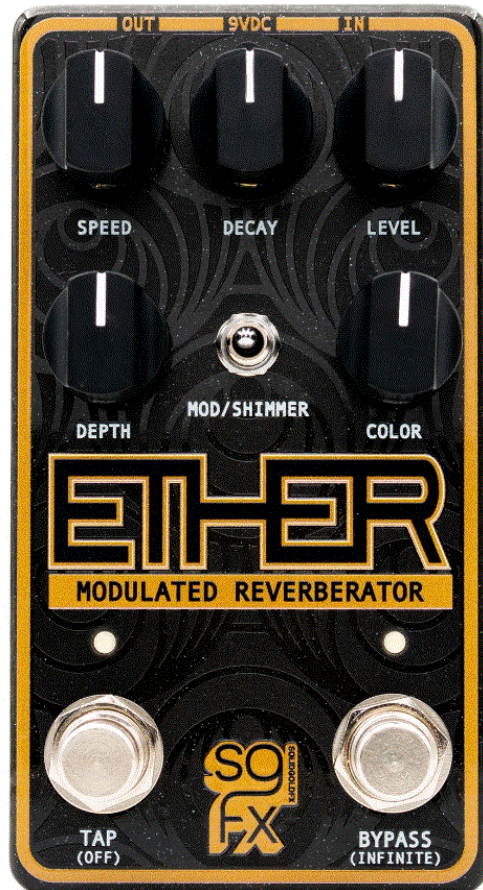 OUT 9VDC IN
SPEED DECAY LEVEL
MOD/SHIMMER
DEPTH COLOR
ETHER
MODULATED REVERBERATOR
SG
FX
SOLIDGOLDFX
TAP BYPASS
(OFF) (INFINITE)